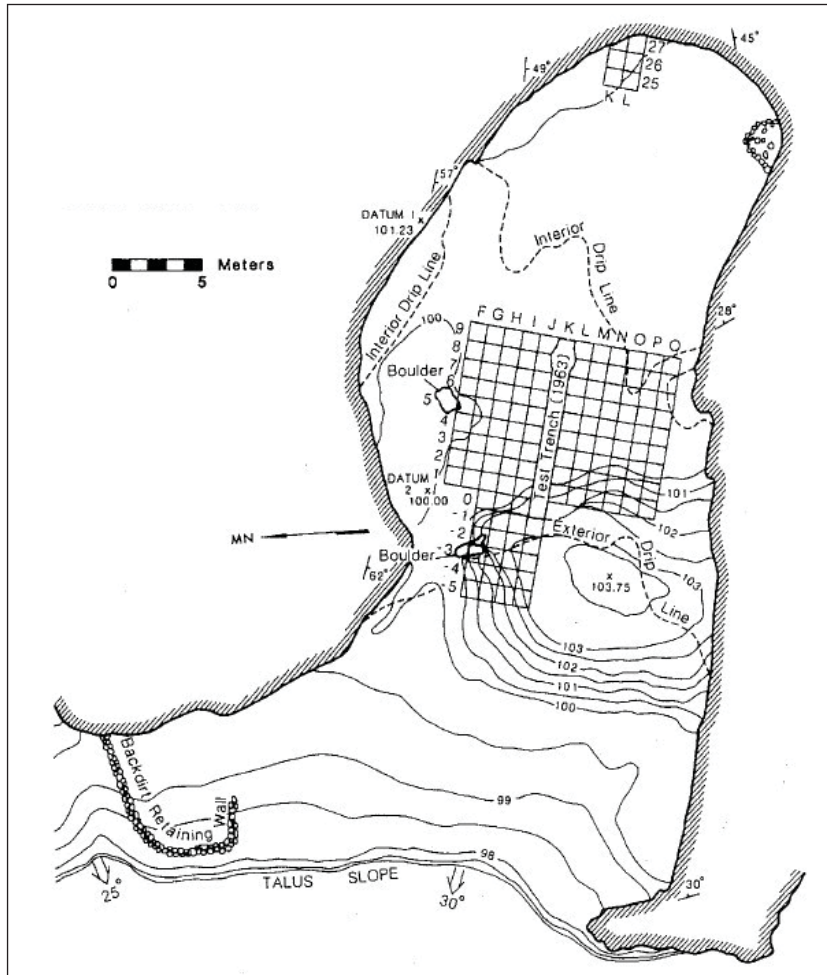 45°
27
26
25
K L
49°
57°
DATUM 1
x
101.23
Meters
0 5
Interior
Drip
Line
Interior Drip Line
28°
F G H I J K L M N O P Q
9
8
7
6
5
4
3
2
1
0
-1
-2
-3
-4
-5
100
Boulder
Test Trench (1963)
DATUM
2 x
100.00
101
102
MN
Exterior
Drip
Line
Boulder
62°
x
103.75
103
103
102
101
100
Backdirt Retaining Wall
99
98
25°
TALUS SLOPE
30°
30°